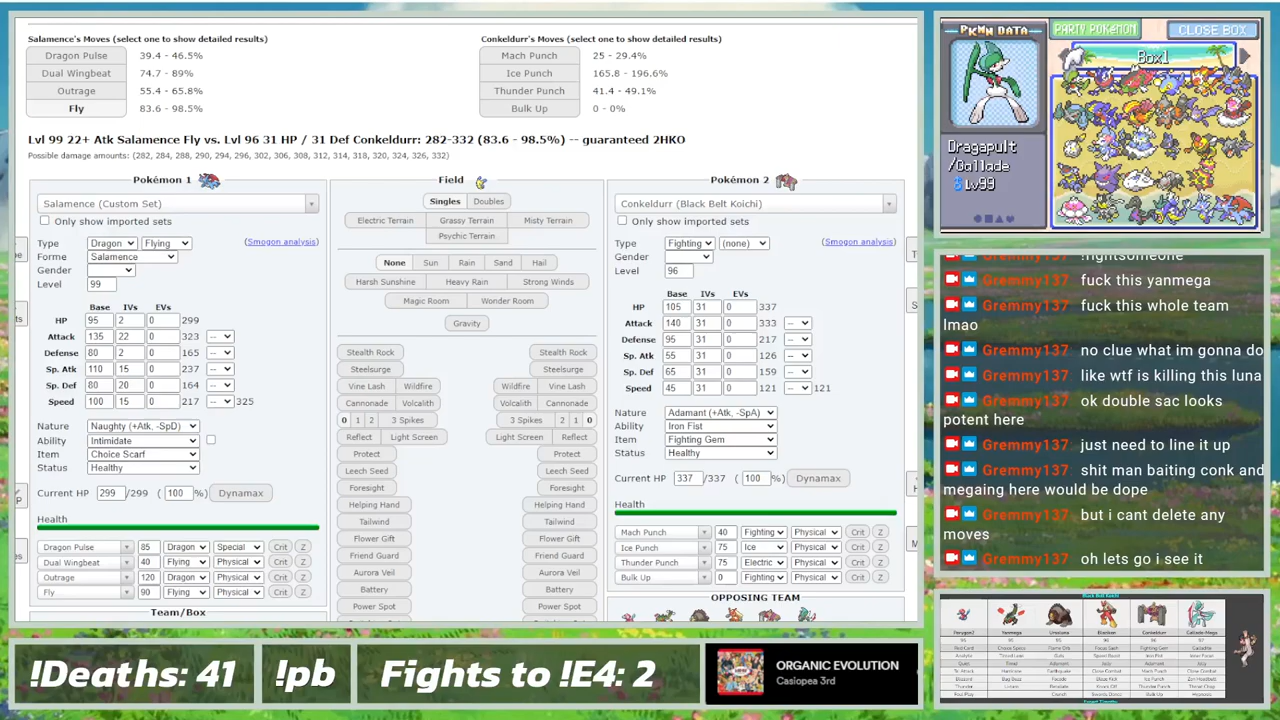 Salamence's Moves (select one to show detailed results)
Dragon Pulse 39.4 - 46.5%
Dual Wingbeat 74.7 - 89%
Outrage 55.4 - 65.8%
Fly 83.6 - 98.5%
Conkeldurr's Moves (select one to show detailed results)
Mach Punch 25 - 29.4%
Ice Punch 165.8 - 196.6%
Thunder Punch 41.4 - 49.1%
Bulk Up 0 - 0%
Lvl 99 22+ Atk Salamence Fly vs. Lvl 96 31 HP / 31 Def Conkeldurr: 282-332 (83.6 - 98.5%) -- guaranteed 2HKO
Possible damage amounts: (282, 284, 288, 290, 294, 296, 302, 306, 308, 312, 314, 318, 320, 324, 326, 332)
Pokémon 1
Salamence (Custom Set)
Only show imported sets
Type Dragon Flying (Smogon analysis)
Forme Salamence
Gender
Level 99
Base IVs EVs
HP 95 2 0 299
Attack 135 22 0 323 --
Defense 80 2 0 165 --
Sp. Atk 110 15 0 237 --
Sp. Def 80 20 0 164 --
Speed 100 15 0 217 -- 325
Nature Naughty (+Atk, -SpD)
Ability Intimidate
Item Choice Scarf
Status Healthy
Current HP 299 /299 ( 100 %) Dynamax
Health
Dragon Pulse 85 Dragon Special Crit Z
Dual Wingbeat 40 Flying Physical Crit Z
Outrage 120 Dragon Physical Crit Z
Fly 90 Flying Physical Crit Z
Team/Box
Field
Singles Doubles
Electric Terrain Grassy Terrain Misty Terrain
Psychic Terrain
None Sun Rain Sand Hail
Harsh Sunshine Heavy Rain Strong Winds
Magic Room Wonder Room
Gravity
Stealth Rock Stealth Rock
Steelsurge Steelsurge
Vine Lash Wildfire Wildfire Vine Lash
Cannonade Volcalith Volcalith Cannonade
0 1 2 3 Spikes 3 Spikes 2 1 0
Reflect Light Screen Light Screen Reflect
Protect Protect
Leech Seed Leech Seed
Foresight Foresight
Helping Hand Helping Hand
Tailwind Tailwind
Flower Gift Flower Gift
Friend Guard Friend Guard
Aurora Veil Aurora Veil
Battery Battery
Power Spot Power Spot
Pokémon 2
Conkeldurr (Black Belt Koichi)
Only show imported sets
Type Fighting (none) (Smogon analysis)
Gender
Level 96
Base IVs EVs
HP 105 31 0 337
Attack 140 31 0 333 --
Defense 95 31 0 217 --
Sp. Atk 55 31 0 126 --
Sp. Def 65 31 0 159 --
Speed 45 31 0 121 -- 121
Nature Adamant (+Atk, -SpA)
Ability Iron Fist
Item Fighting Gem
Status Healthy
Current HP 337 /337 ( 100 %) Dynamax
Health
Mach Punch 40 Fighting Physical Crit Z
Ice Punch 75 Ice Physical Crit Z
Thunder Punch 75 Electric Physical Crit Z
Bulk Up 0 Fighting Physical Crit Z
OPPOSING TEAM
PKMN DATA
PARTY POKéMON
CLOSE BOX
Box1
Dragapult
/Gallade
Lv99
!rightsomeone
Gremmy137 fuck this yanmega
Gremmy137 fuck this whole team
lmao
Gremmy137 no clue what im gonna do
Gremmy137 like wtf is killing this luna
Gremmy137 ok double sac looks
potent here
Gremmy137 just need to line it up
Gremmy137 shit man baiting conk and
megaing here would be dope
Gremmy137 but i cant delete any
moves
Gremmy137 oh lets go i see it
Black Belt Koichi
Porygon2 Yanmega Ursaluna Blaziken Conkeldurr Gallade-Mega
!Deaths: 41
!E4: 2
ORGANIC EVOLUTION
Casiopea 3rd